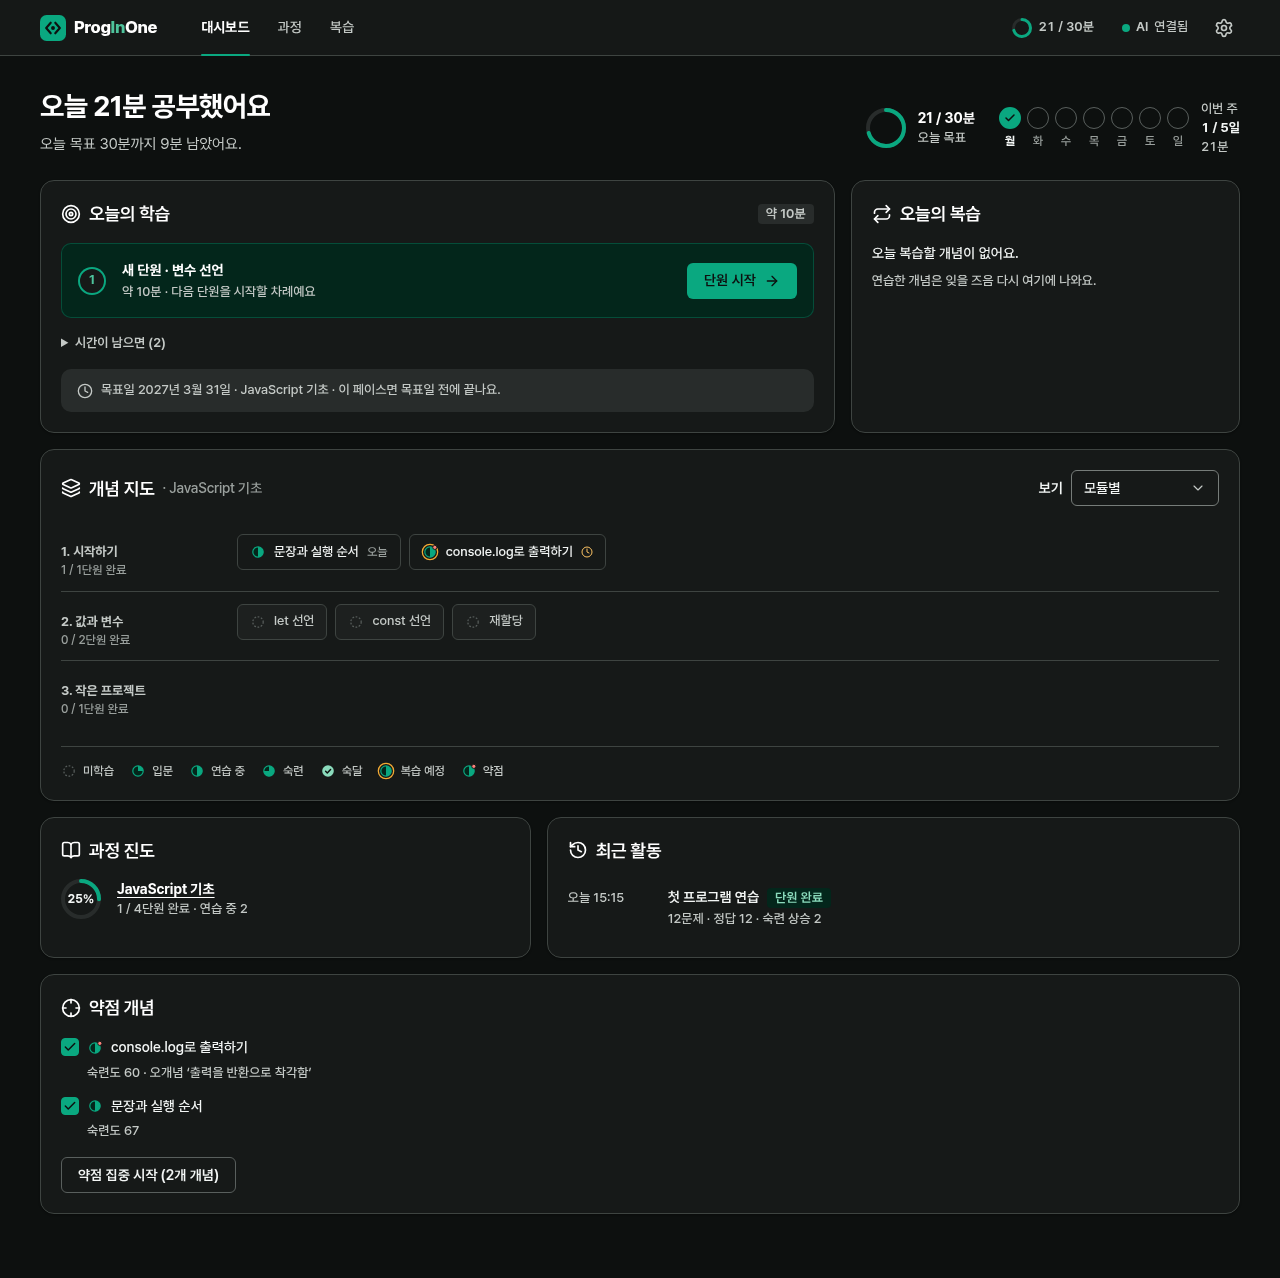 ProgInOne
대시보드
과정
복습
21 / 30분
AI 연결됨
오늘 21분 공부했어요
오늘 목표 30분까지 9분 남았어요.
21 / 30분
오늘 목표
월 화 수 목 금 토 일
이번 주
1 / 5일
21분
오늘의 학습
약 10분
1
새 단원 · 변수 선언
약 10분 · 다음 단원을 시작할 차례예요
단원 시작
시간이 남으면 (2)
목표일 2027년 3월 31일 · JavaScript 기초 · 이 페이스면 목표일 전에 끝나요.
오늘의 복습
오늘 복습할 개념이 없어요.
연습한 개념은 잊을 즈음 다시 여기에 나와요.
개념 지도 · JavaScript 기초
보기
모듈별
1. 시작하기
1 / 1단원 완료
문장과 실행 순서 오늘
console.log로 출력하기
2. 값과 변수
0 / 2단원 완료
let 선언
const 선언
재할당
3. 작은 프로젝트
0 / 1단원 완료
미학습
입문
연습 중
숙련
숙달
복습 예정
약점
과정 진도
25%
JavaScript 기초
1 / 4단원 완료 · 연습 중 2
최근 활동
오늘 15:15
첫 프로그램 연습 단원 완료
12문제 · 정답 12 · 숙련 상승 2
약점 개념
console.log로 출력하기
숙련도 60 · 오개념 ‘출력을 반환으로 착각함’
문장과 실행 순서
숙련도 67
약점 집중 시작 (2개 개념)